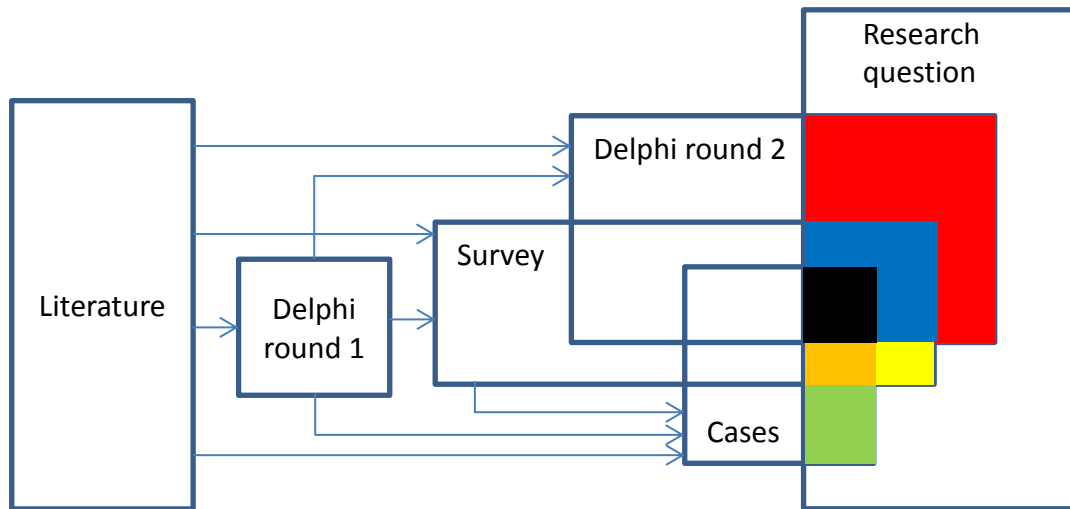 Research
question
Delphi round 2
Survey
Literature
Delphi
round 1
Cases